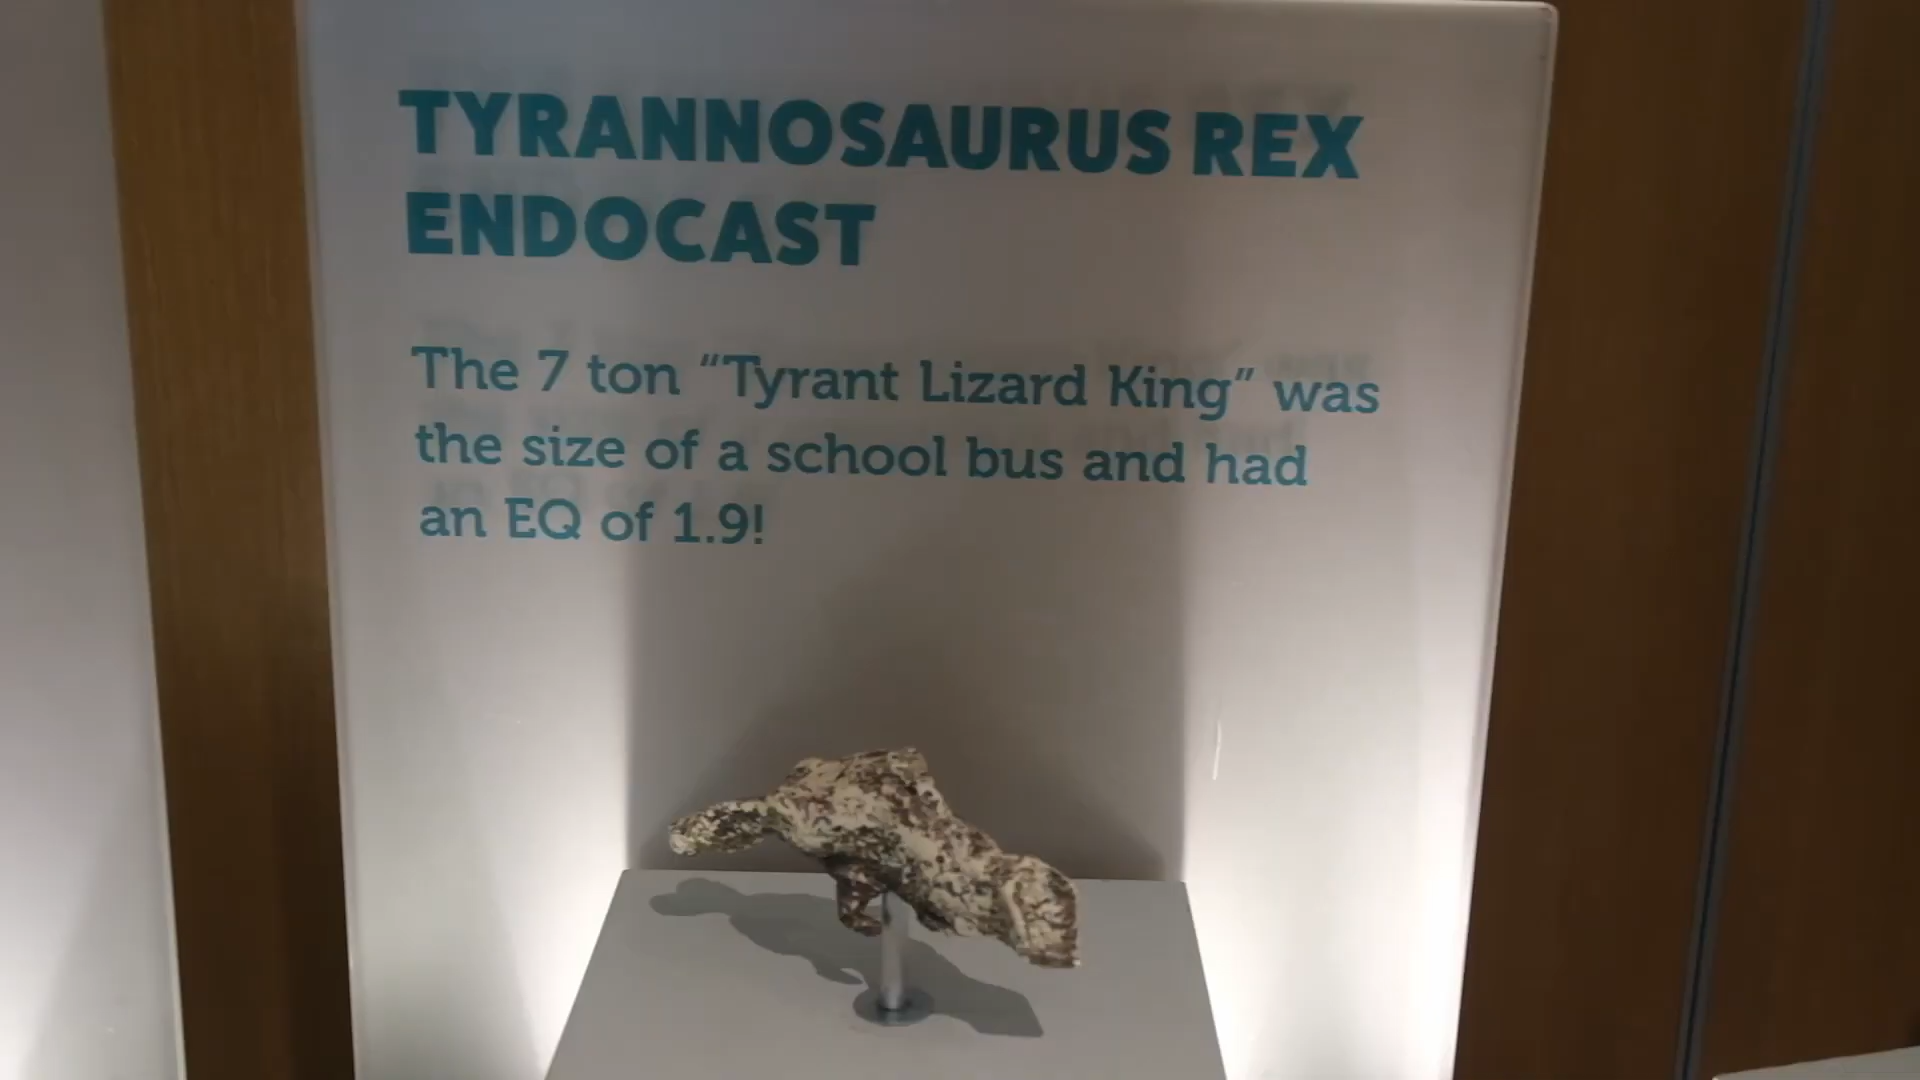 TYRANNOSAURUS REX
ENDOCAST
The 7 ton “Tyrant Lizard King” was
the size of a school bus and had
an EQ of 1.9!